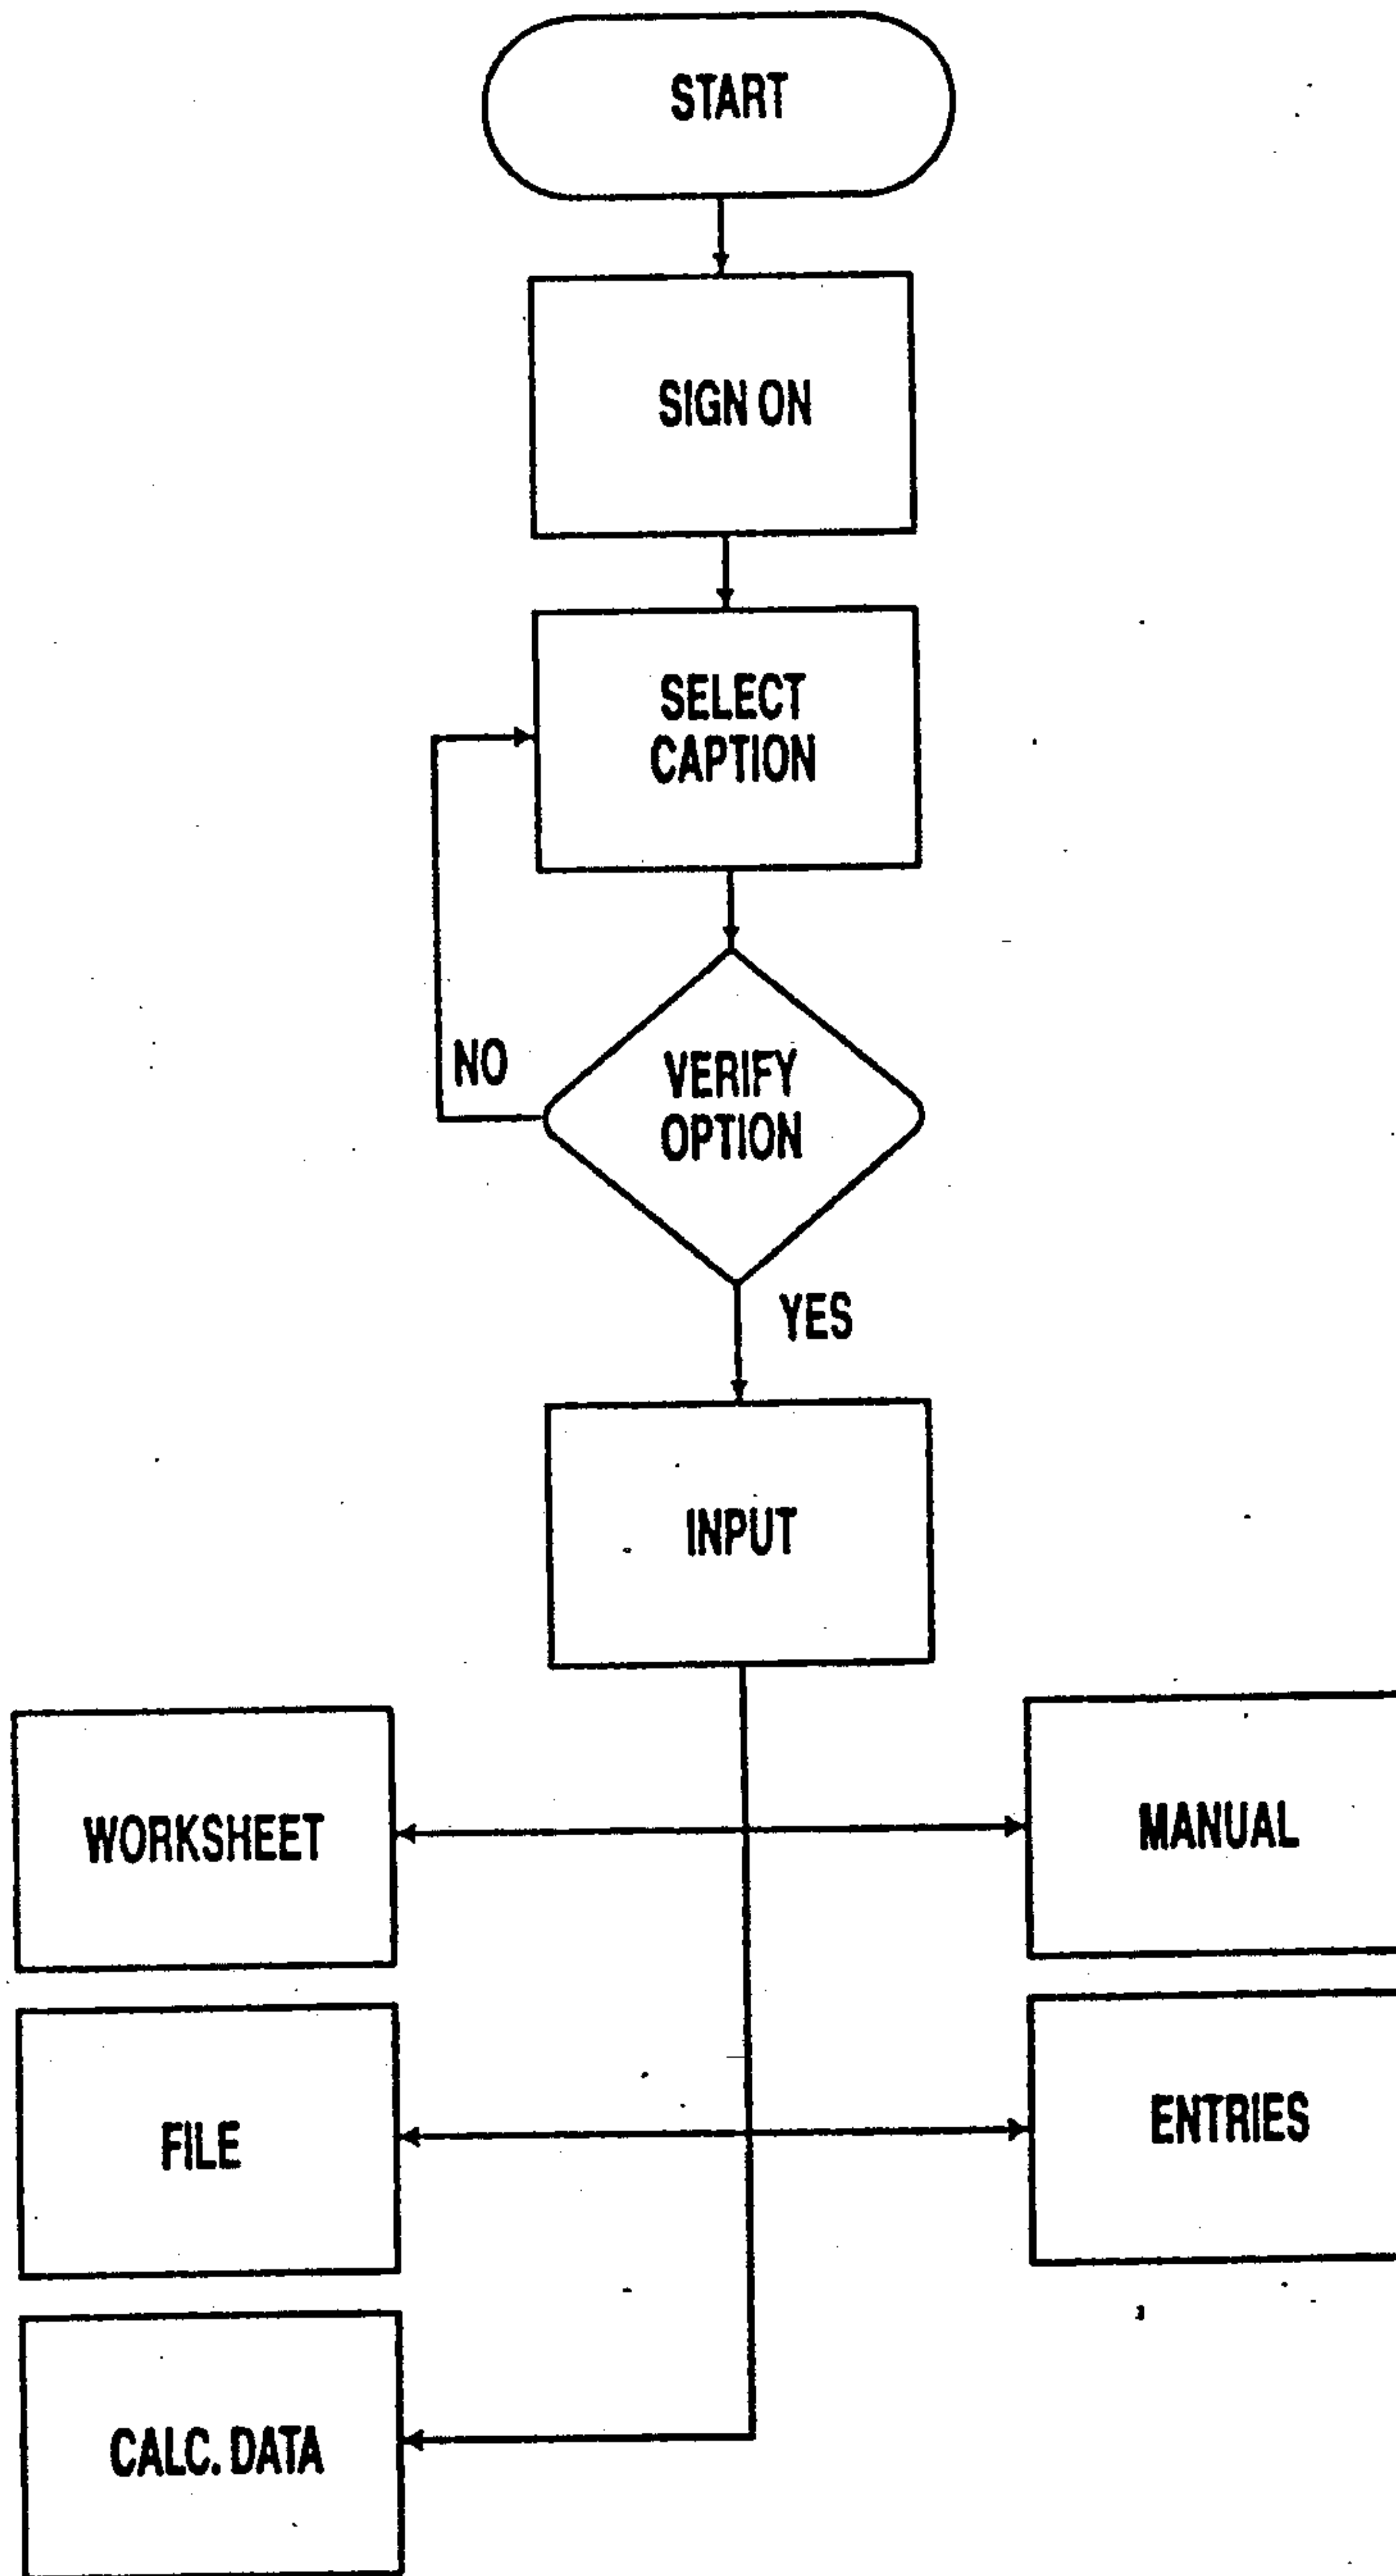 START
SIGN ON
SELECT
CAPTION
NO
VERIFY
OPTION
YES
INPUT
WORKSHEET
MANUAL
FILE
ENTRIES
CALC. DATA